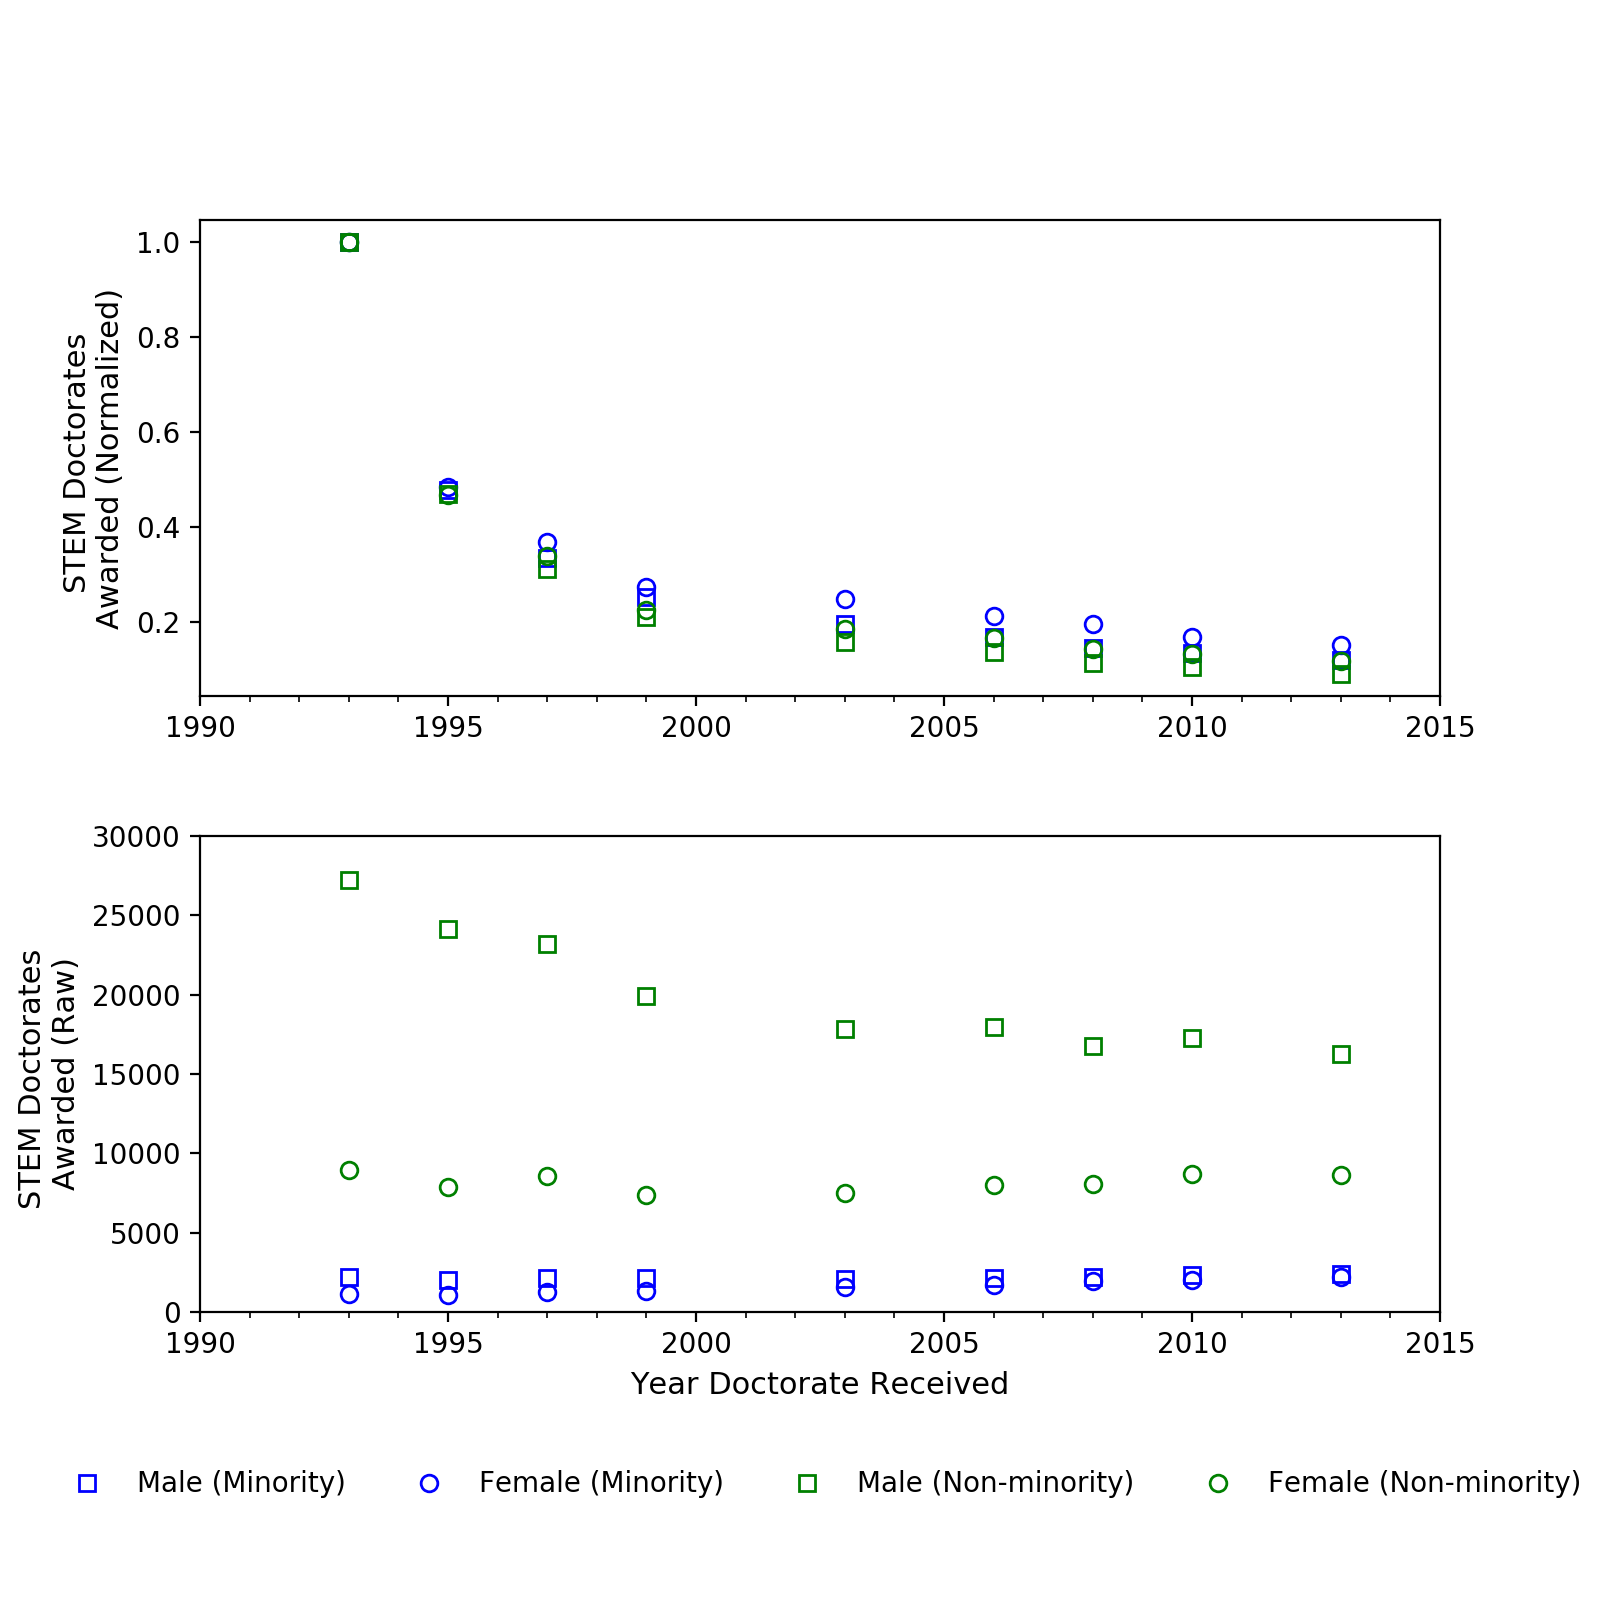 STEM Doctorates
Awarded (Normalized)
1.0
0.8
0.6
0.4
0.2
1990 1995 2000 2005 2010 2015
STEM Doctorates
Awarded (Raw)
30000
25000
20000
15000
10000
5000
0
1990 1995 2000 2005 2010 2015
Year Doctorate Received
Male (Minority) Female (Minority) Male (Non-minority) Female (Non-minority)